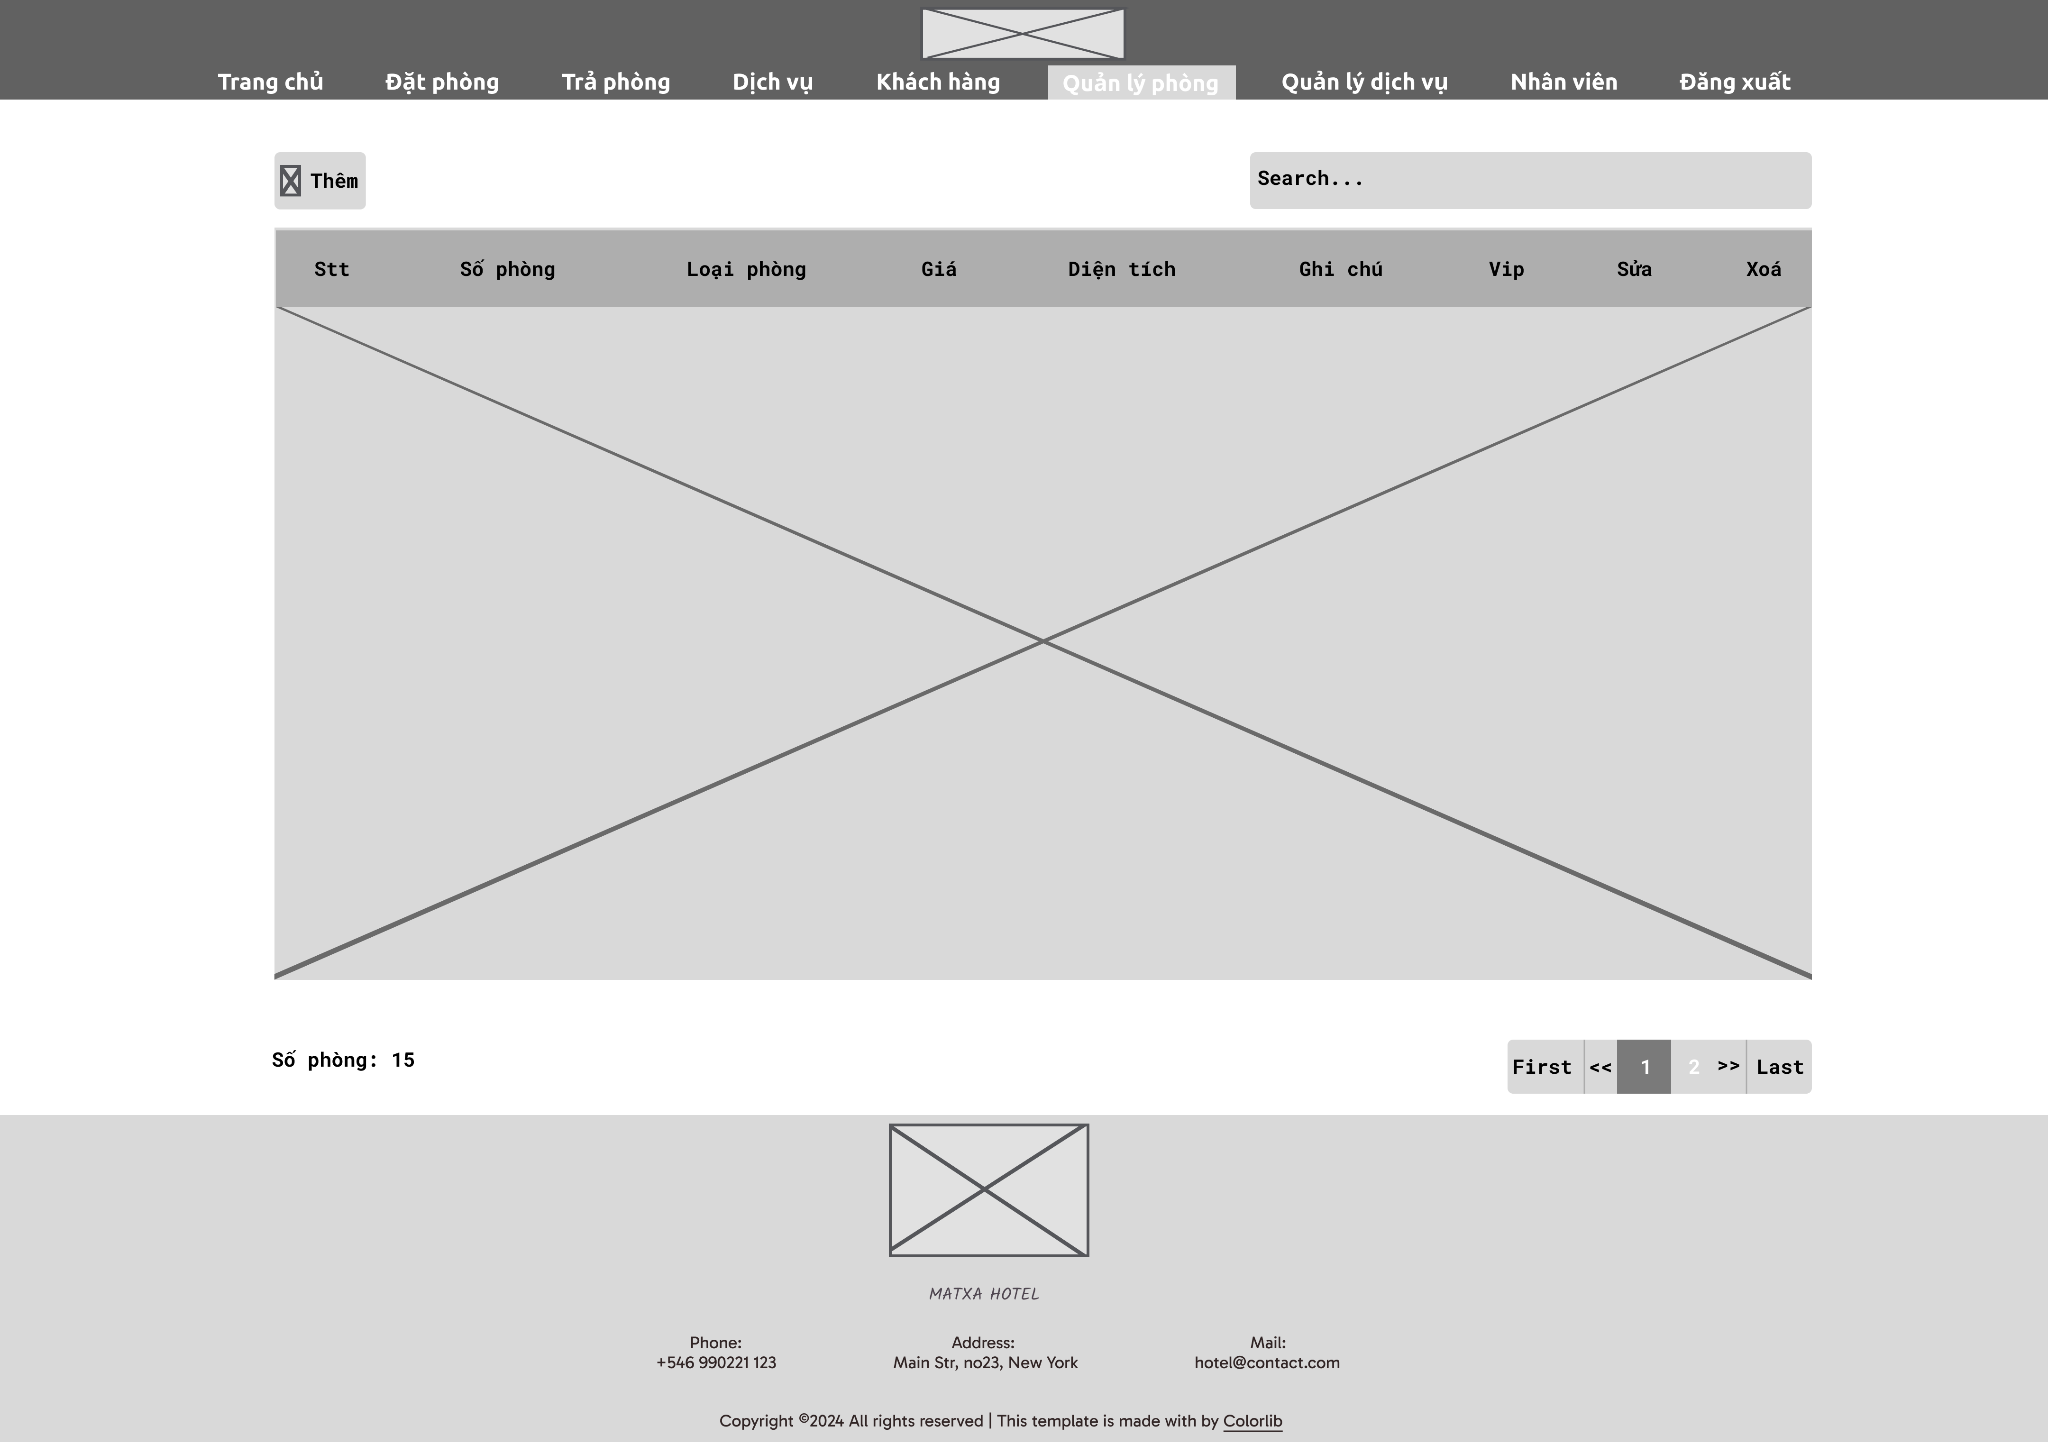 Trang chủ Đặt phòng Trả phòng Dịch vụ Khách hàng Quản lý phòng Quản lý dịch vụ Nhân viên Đăng xuất
Thêm Search...
Stt Số phòng Loại phòng Giá Diện tích Ghi chú Vip Sửa Xoá
Số phòng: 15 First << 1 2 >> Last
MATXA HOTEL
Phone: Address: Mail:
+546 990221 123 Main Str, no23, New York hotel@contact.com
Copyright ©2024 All rights reserved | This template is made with by Colorlib